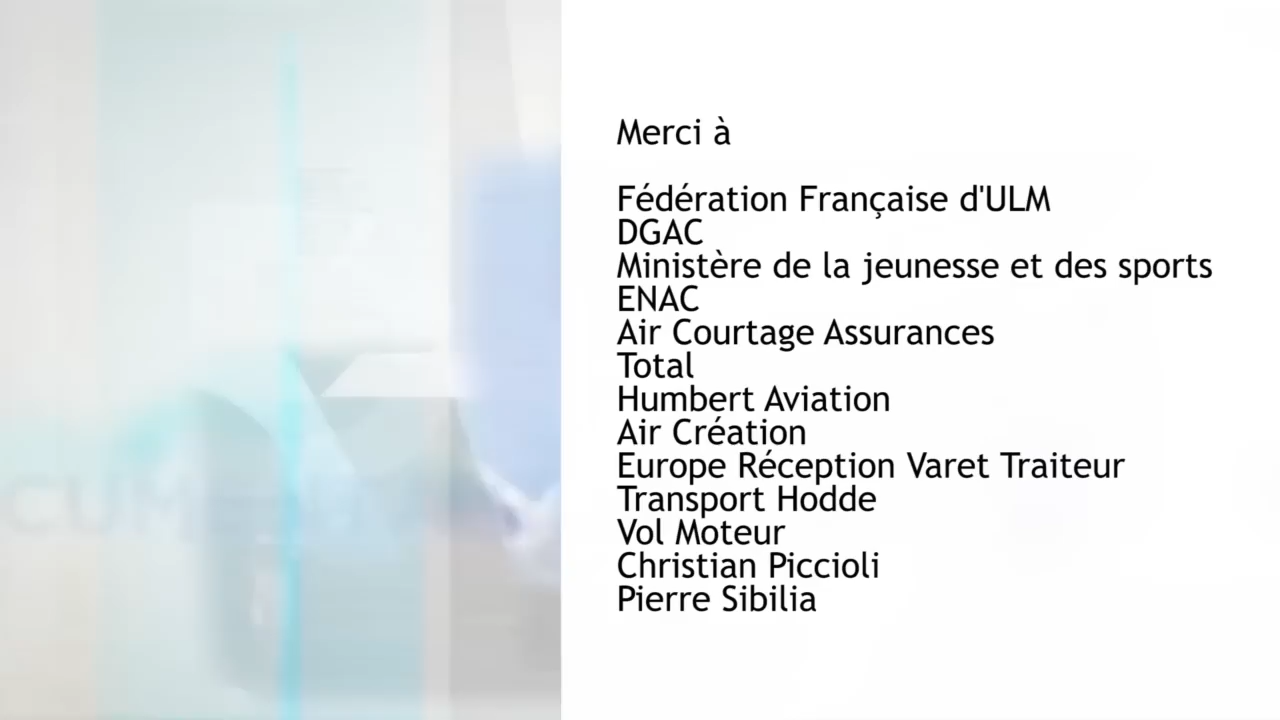 Merci à
Fédération Française d'ULM
DGAC
Ministère de la jeunesse et des sports
ENAC
Air Courtage Assurances
Total
Humbert Aviation
Air Création
Europe Réception Varet Traiteur
Transport Hodde
Vol Moteur
Christian Piccioli
Pierre Sibilia